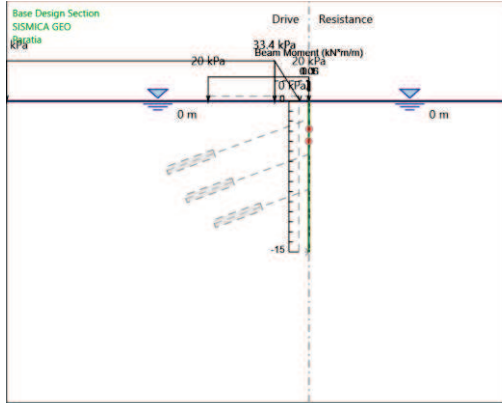 Base Design Section
SISMICA GEO
Paratia
Drive
Resistance
kPa
33.4 kPa
Beam Moment (kN*m/m)
20 kPa
20 kPa
0 kPa
0
0 m
0 m
-15